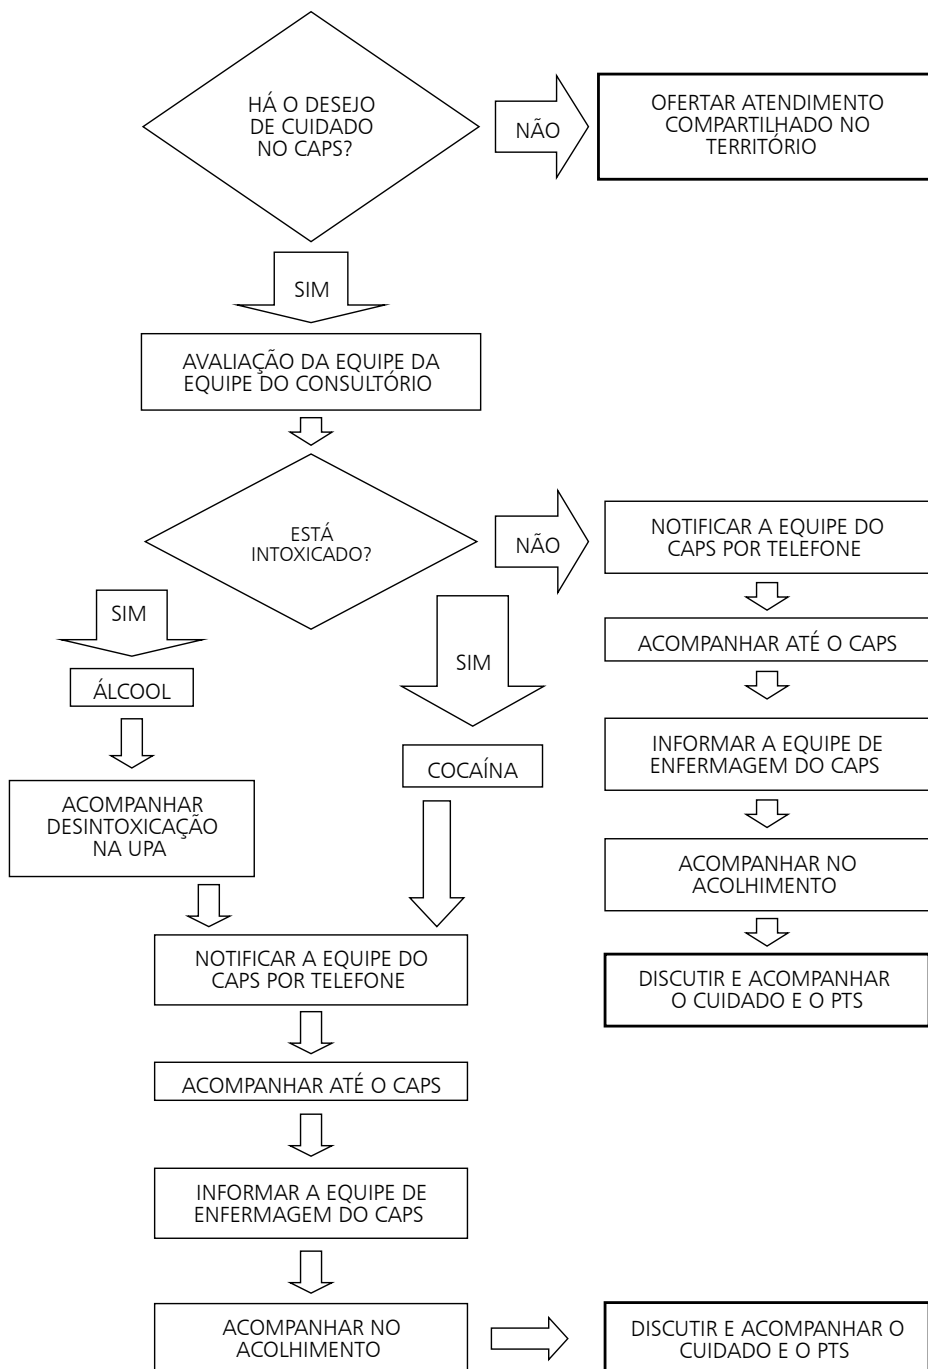 HÁ O DESEJO
DE CUIDADO
NO CAPS?
NÃO
OFERTAR ATENDIMENTO
COMPARTILHADO NO
TERRITÓRIO
SIM
AVALIAÇÃO DA EQUIPE DA
EQUIPE DO CONSULTÓRIO
ESTÁ
INTOXICADO?
NÃO
NOTIFICAR A EQUIPE DO
CAPS POR TELEFONE
ACOMPANHAR ATÉ O CAPS
INFORMAR A EQUIPE DE
ENFERMAGEM DO CAPS
ACOMPANHAR NO
ACOLHIMENTO
DISCUTIR E ACOMPANHAR
O CUIDADO E O PTS
SIM
ÁLCOOL
ACOMPANHAR
DESINTOXICAÇÃO
NA UPA
SIM
COCAÍNA
NOTIFICAR A EQUIPE DO
CAPS POR TELEFONE
ACOMPANHAR ATÉ O CAPS
INFORMAR A EQUIPE DE
ENFERMAGEM DO CAPS
ACOMPANHAR NO
ACOLHIMENTO
DISCUTIR E ACOMPANHAR O
CUIDADO E O PTS